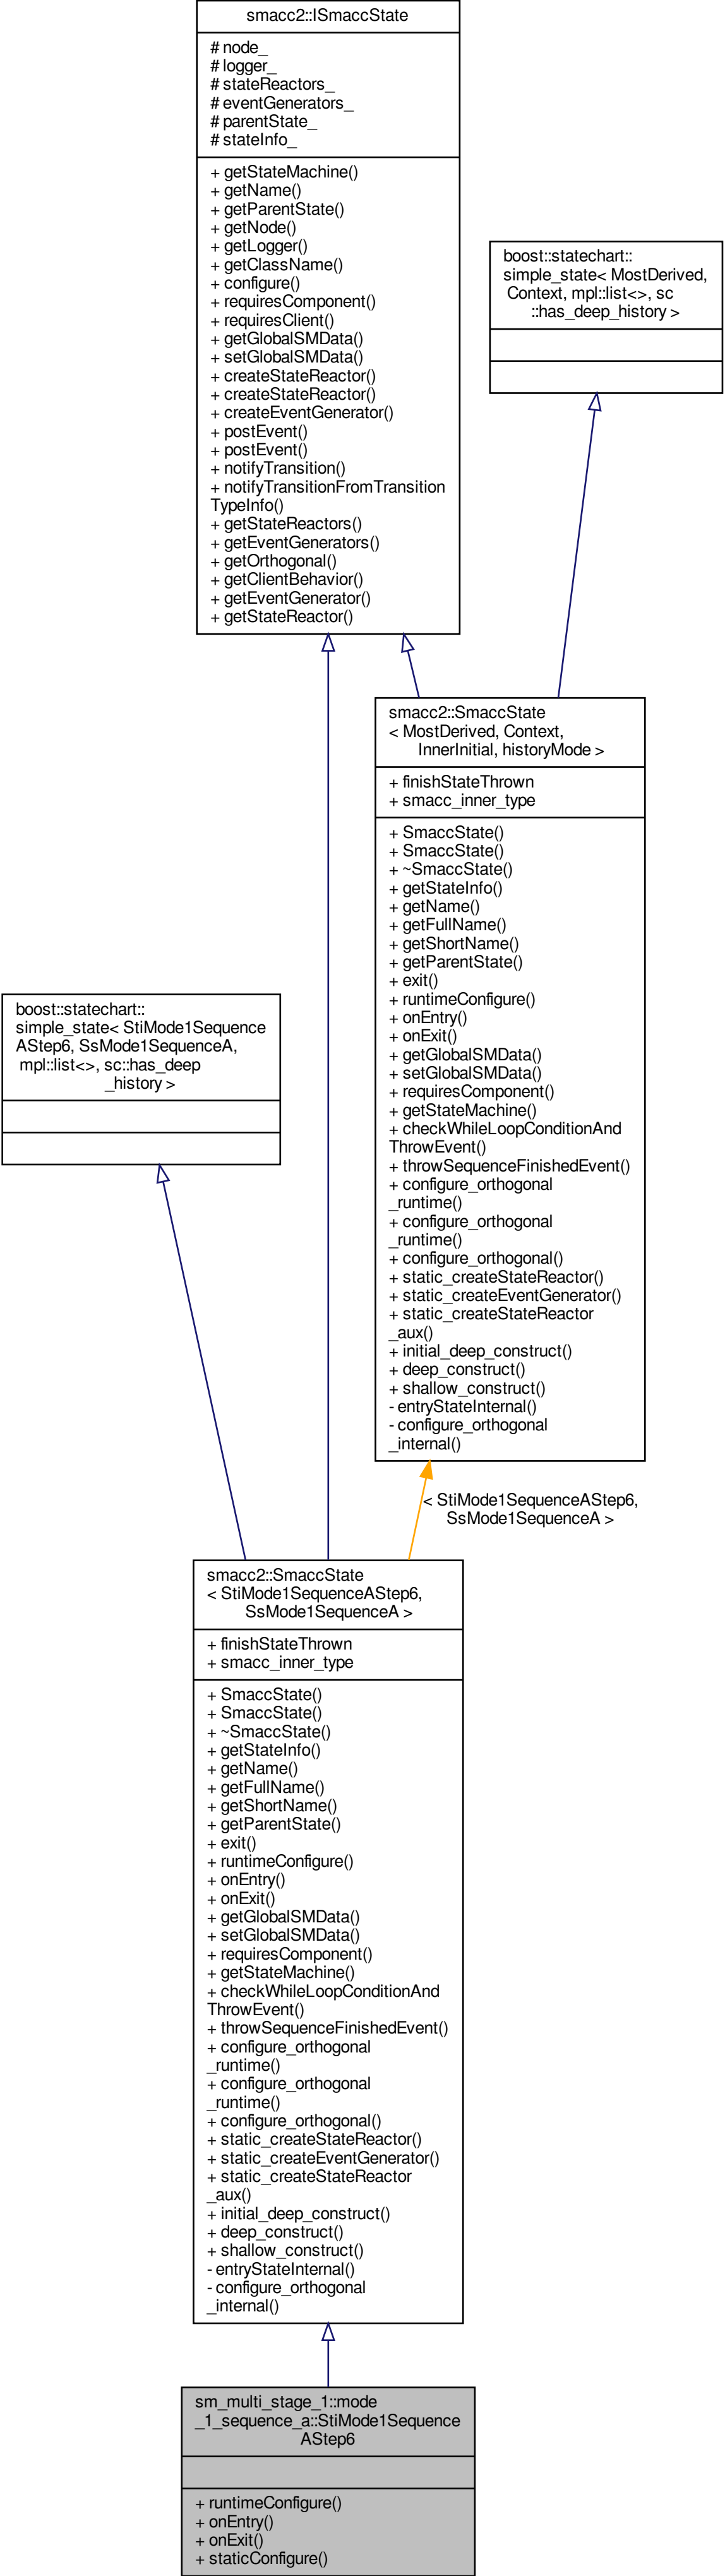 smacc2::ISmaccState
# node_
# logger_
# stateReactors_
# eventGenerators_
# parentState_
# stateInfo_
+ getStateMachine()
+ getName()
+ getParentState()
+ getNode()
+ getLogger()
+ getClassName()
+ configure()
+ requiresComponent()
+ requiresClient()
+ getGlobalSMData()
+ setGlobalSMData()
+ createStateReactor()
+ createStateReactor()
+ createEventGenerator()
+ postEvent()
+ postEvent()
+ notifyTransition()
+ notifyTransitionFromTransition
TypeInfo()
+ getStateReactors()
+ getEventGenerators()
+ getOrthogonal()
+ getClientBehavior()
+ getEventGenerator()
+ getStateReactor()
boost::statechart::
simple_state< MostDerived,
Context, mpl::list<>, sc
::has_deep_history >
smacc2::SmaccState
< MostDerived, Context,
InnerInitial, historyMode >
+ finishStateThrown
+ smacc_inner_type
+ SmaccState()
+ SmaccState()
+ ~SmaccState()
+ getStateInfo()
+ getName()
+ getFullName()
+ getShortName()
+ getParentState()
+ exit()
+ runtimeConfigure()
+ onEntry()
+ onExit()
+ getGlobalSMData()
+ setGlobalSMData()
+ requiresComponent()
+ getStateMachine()
+ checkWhileLoopConditionAnd
ThrowEvent()
+ throwSequenceFinishedEvent()
+ configure_orthogonal
_runtime()
+ configure_orthogonal
_runtime()
+ configure_orthogonal()
+ static_createStateReactor()
+ static_createEventGenerator()
+ static_createStateReactor
_aux()
+ initial_deep_construct()
+ deep_construct()
+ shallow_construct()
- entryStateInternal()
- configure_orthogonal
_internal()
boost::statechart::
simple_state< StiMode1Sequence
AStep6, SsMode1SequenceA,
mpl::list<>, sc::has_deep
_history >
< StiMode1SequenceAStep6,
SsMode1SequenceA >
smacc2::SmaccState
< StiMode1SequenceAStep6,
SsMode1SequenceA >
+ finishStateThrown
+ smacc_inner_type
+ SmaccState()
+ SmaccState()
+ ~SmaccState()
+ getStateInfo()
+ getName()
+ getFullName()
+ getShortName()
+ getParentState()
+ exit()
+ runtimeConfigure()
+ onEntry()
+ onExit()
+ getGlobalSMData()
+ setGlobalSMData()
+ requiresComponent()
+ getStateMachine()
+ checkWhileLoopConditionAnd
ThrowEvent()
+ throwSequenceFinishedEvent()
+ configure_orthogonal
_runtime()
+ configure_orthogonal
_runtime()
+ configure_orthogonal()
+ static_createStateReactor()
+ static_createEventGenerator()
+ static_createStateReactor
_aux()
+ initial_deep_construct()
+ deep_construct()
+ shallow_construct()
- entryStateInternal()
- configure_orthogonal
_internal()
sm_multi_stage_1::mode
_1_sequence_a::StiMode1Sequence
AStep6
+ runtimeConfigure()
+ onEntry()
+ onExit()
+ staticConfigure()